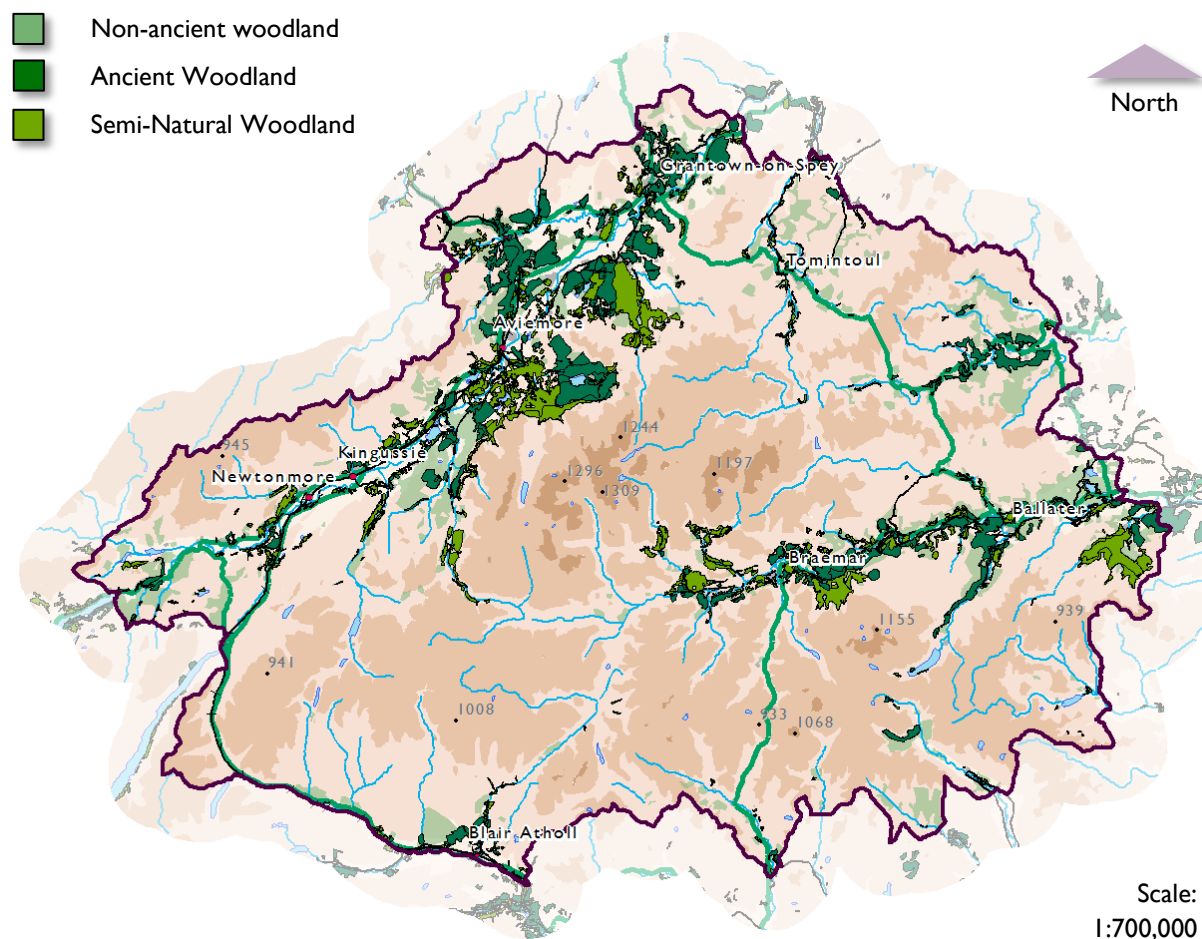 Non-ancient woodland
Ancient Woodland
Semi-Natural Woodland
North
Grantown-on-Spey
Tomintoul
Aviemore
1244
945
Kingussie
1296
1197
Newtonmore
1309
Ballater
Braemar
939
1155
941
1008
933
1068
Blair Atholl
Scale:
1:700,000